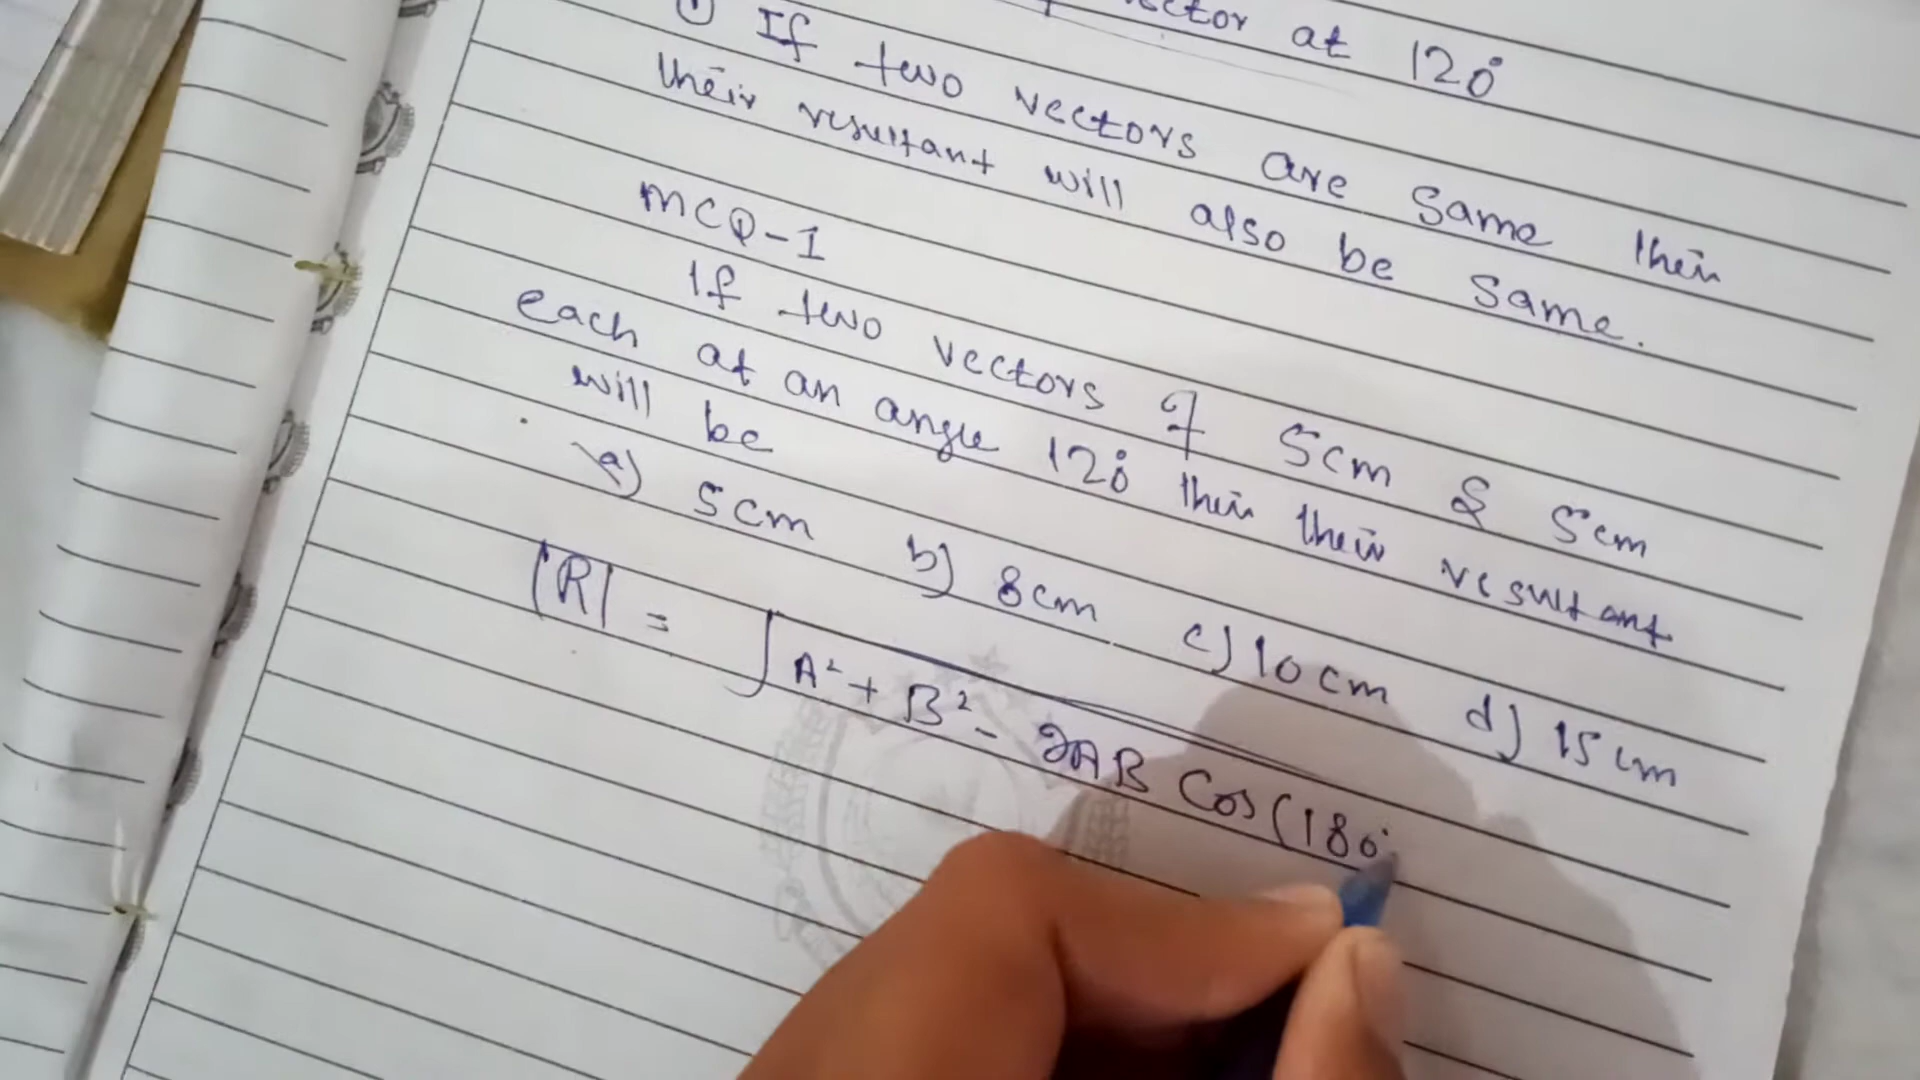 vector at 120°
① If two vectors are same then
their resultant will also be same.
MCQ-1
If two vectors of 5cm & 5cm
each at an angle 120° then their resultant
will be
a) 5cm b) 8cm c) 10cm d) 15cm
|R| = √A² + B² - 2AB Cos(180°